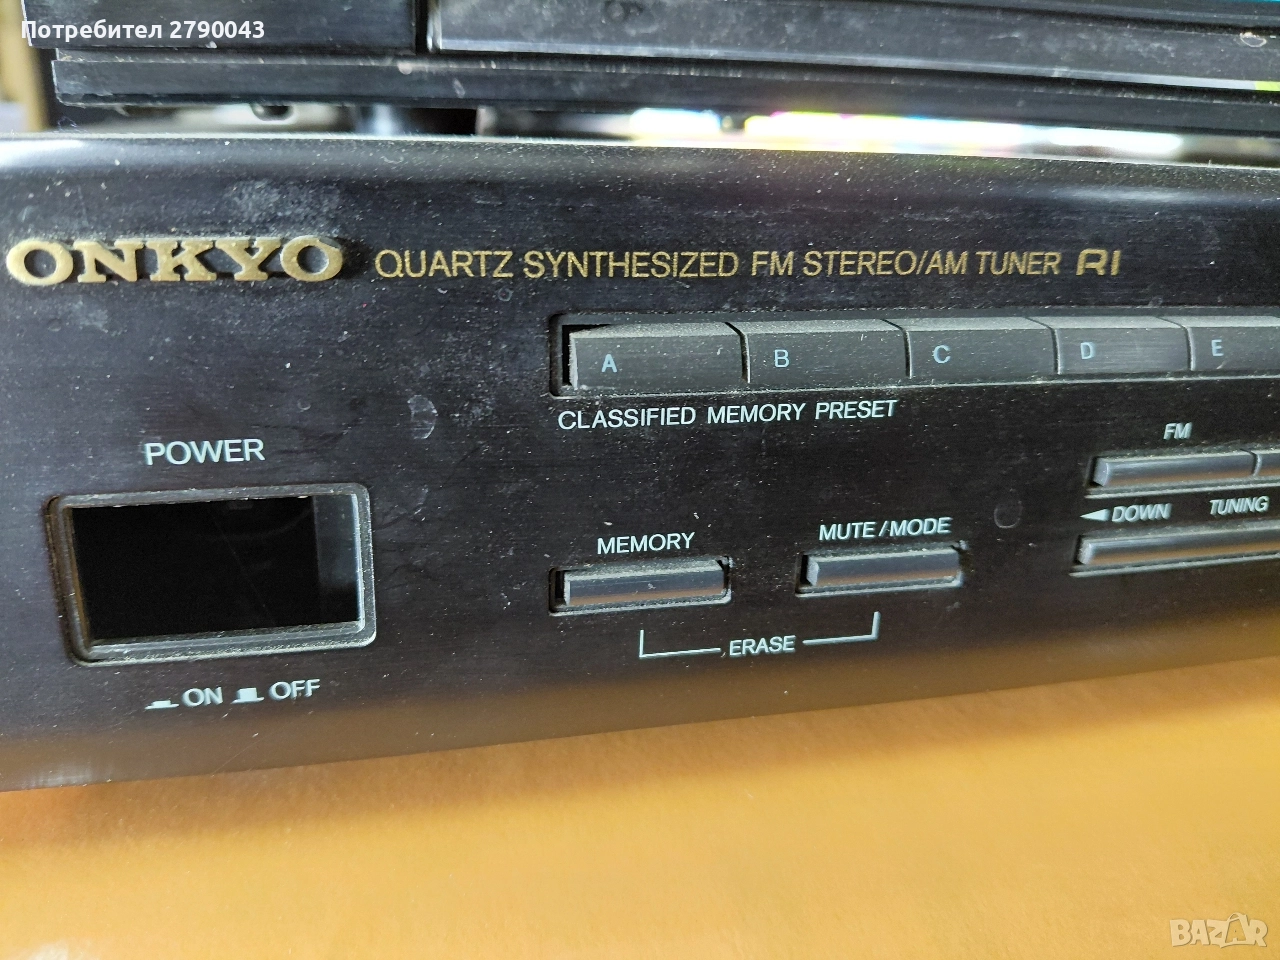 Потребител 2790043
ONKYO QUARTZ SYNTHESIZED FM STEREO/AM TUNER RI
A B C D E
CLASSIFIED MEMORY PRESET
FM
POWER
DOWN TUNING
MEMORY MUTE/MODE
ERASE
ON OFF
BAZAR